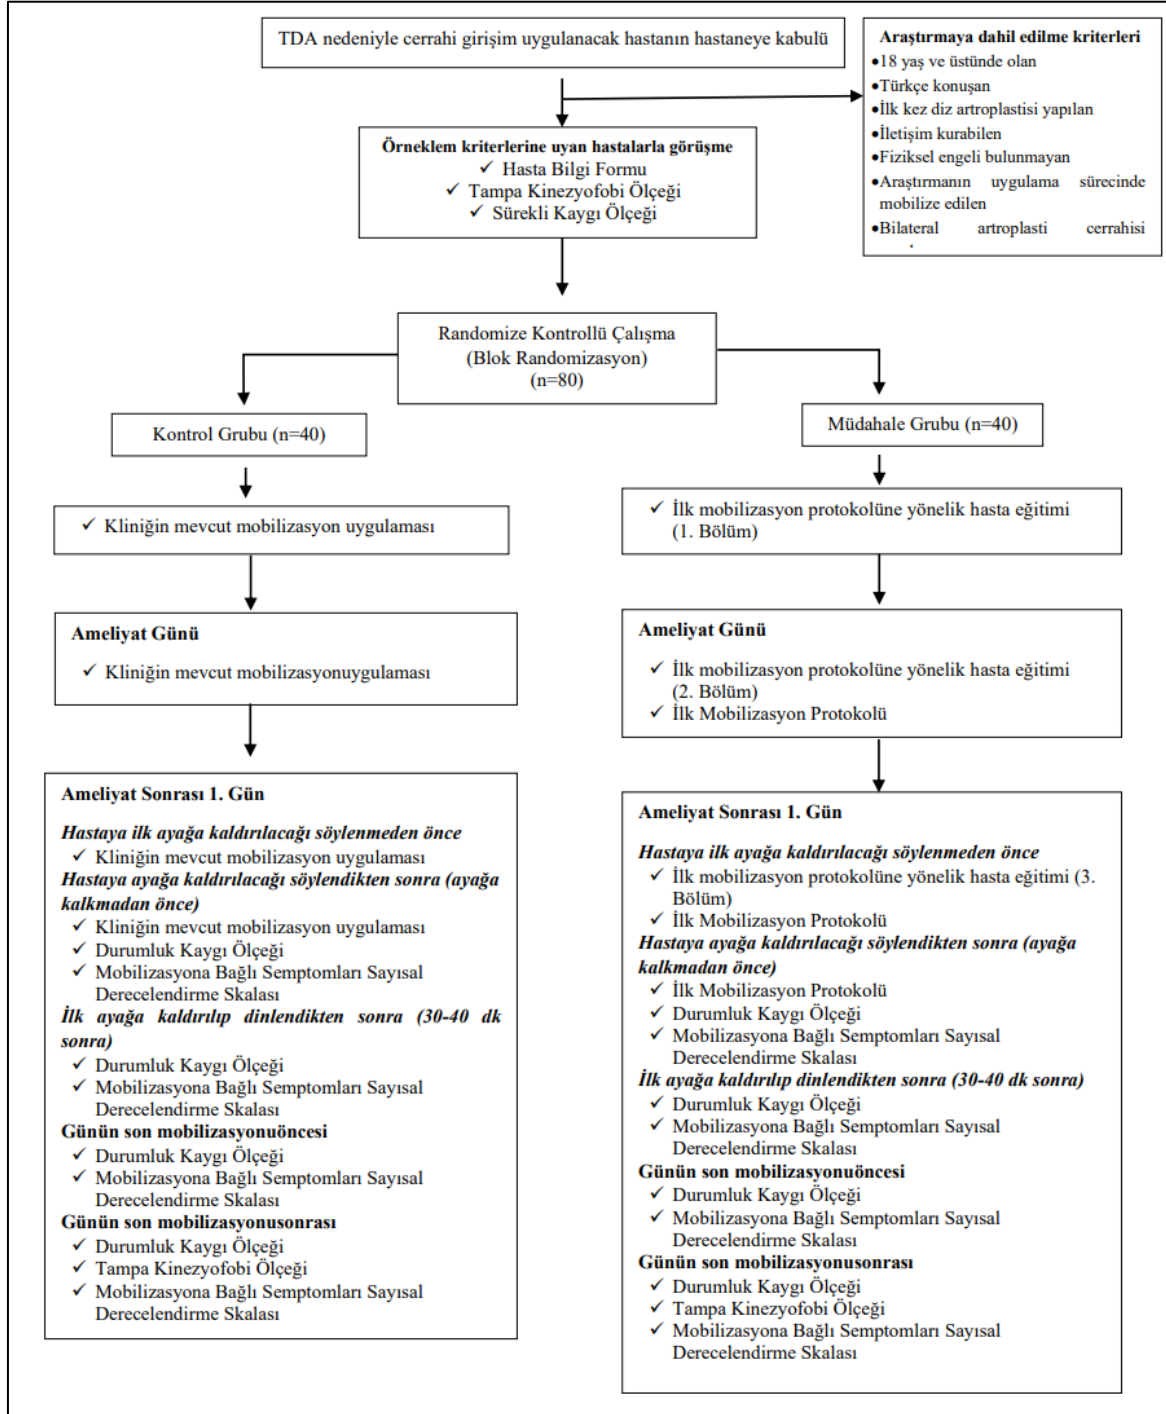 TDA nedeniyle cerrahi girişim uygulanacak hastanın hastaneye kabulü
Araştırmaya dahil edilme kriterleri
•18 yaş ve üstünde olan
•Türkçe konuşan
•İlk kez diz artroplastisi yapılan
•İletişim kurabilen
•Fiziksel engeli bulunmayan
•Araştırmanın uygulama sürecinde
mobilize edilen
•Bilateral artroplasti cerrahisi
Örneklem kriterlerine uyan hastalarla görüşme
✓ Hasta Bilgi Formu
✓ Tampa Kinezyofobi Ölçeği
✓ Sürekli Kaygı Ölçeği
Randomize Kontrollü Çalışma
(Blok Randomizasyon)
(n=80)
Kontrol Grubu (n=40)
✓ Kliniğin mevcut mobilizasyon uygulaması
Ameliyat Günü
✓ Kliniğin mevcut mobilizasyonuygulaması
Ameliyat Sonrası 1. Gün
Hastaya ilk ayağa kaldırılacağı söylenmeden önce
✓ Kliniğin mevcut mobilizasyon uygulaması
Hastaya ayağa kaldırılacağı söylendikten sonra (ayağa
kalkmadan önce)
✓ Kliniğin mevcut mobilizasyon uygulaması
✓ Durumluk Kaygı Ölçeği
✓ Mobilizasyona Bağlı Semptomları Sayısal
Derecelendirme Skalası
İlk ayağa kaldırılıp dinlendikten sonra (30-40 dk
sonra)
✓ Durumluk Kaygı Ölçeği
✓ Mobilizasyona Bağlı Semptomları Sayısal
Derecelendirme Skalası
Günün son mobilizasyonuöncesi
✓ Durumluk Kaygı Ölçeği
✓ Mobilizasyona Bağlı Semptomları Sayısal
Derecelendirme Skalası
Günün son mobilizasyonusonrası
✓ Durumluk Kaygı Ölçeği
✓ Tampa Kinezyofobi Ölçeği
✓ Mobilizasyona Bağlı Semptomları Sayısal
Derecelendirme Skalası
Müdahale Grubu (n=40)
✓ İlk mobilizasyon protokolüne yönelik hasta eğitimi
(1. Bölüm)
Ameliyat Günü
✓ İlk mobilizasyon protokolüne yönelik hasta eğitimi
(2. Bölüm)
✓ İlk Mobilizasyon Protokolü
Ameliyat Sonrası 1. Gün
Hastaya ilk ayağa kaldırılacağı söylenmeden önce
✓ İlk mobilizasyon protokolüne yönelik hasta eğitimi (3.
Bölüm)
✓ İlk Mobilizasyon Protokolü
Hastaya ayağa kaldırılacağı söylendikten sonra (ayağa
kalkmadan önce)
✓ İlk Mobilizasyon Protokolü
✓ Durumluk Kaygı Ölçeği
✓ Mobilizasyona Bağlı Semptomları Sayısal
Derecelendirme Skalası
İlk ayağa kaldırılıp dinlendikten sonra (30-40 dk sonra)
✓ Durumluk Kaygı Ölçeği
✓ Mobilizasyona Bağlı Semptomları Sayısal
Derecelendirme Skalası
Günün son mobilizasyonuöncesi
✓ Durumluk Kaygı Ölçeği
✓ Mobilizasyona Bağlı Semptomları Sayısal
Derecelendirme Skalası
Günün son mobilizasyonusonrası
✓ Durumluk Kaygı Ölçeği
✓ Tampa Kinezyofobi Ölçeği
✓ Mobilizasyona Bağlı Semptomları Sayısal
Derecelendirme Skalası